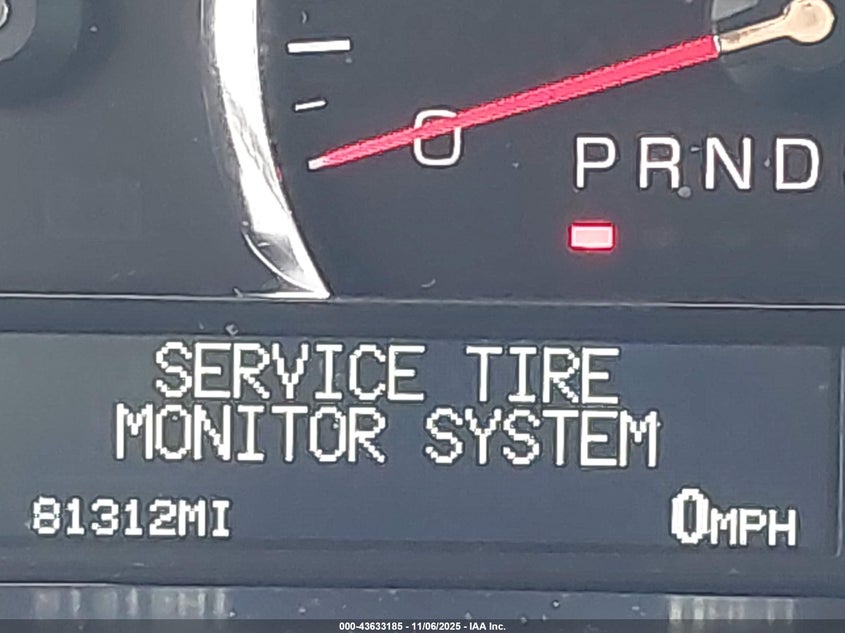 0
PRND
SERVICE TIRE
MONITOR SYSTEM
81312MI 0MPH
000-43633185 - 11/06/2025 - IAA Inc.